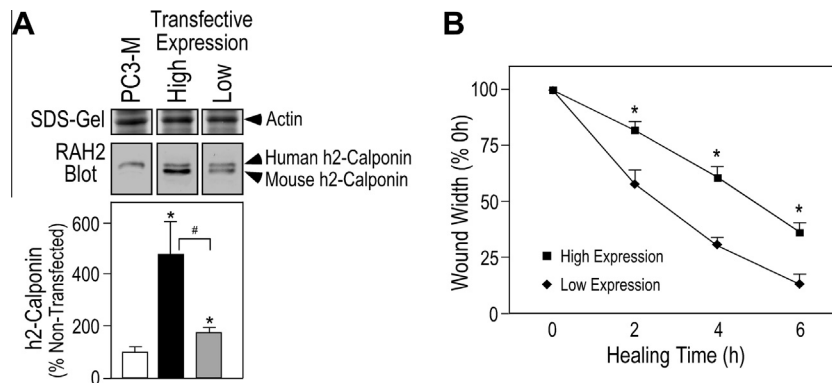 A
Transfective
Expression
PC3-M
High
Low
SDS-Gel
Actin
RAH2
Blot
Human h2-Calponin
Mouse h2-Calponin
h2-Calponin
(% Non-Transfected)
600
400
200
0
*
#
*
B
Wound Width (% 0h)
100
75
50
25
0
*
*
*
High Expression
Low Expression
0 2 4 6
Healing Time (h)